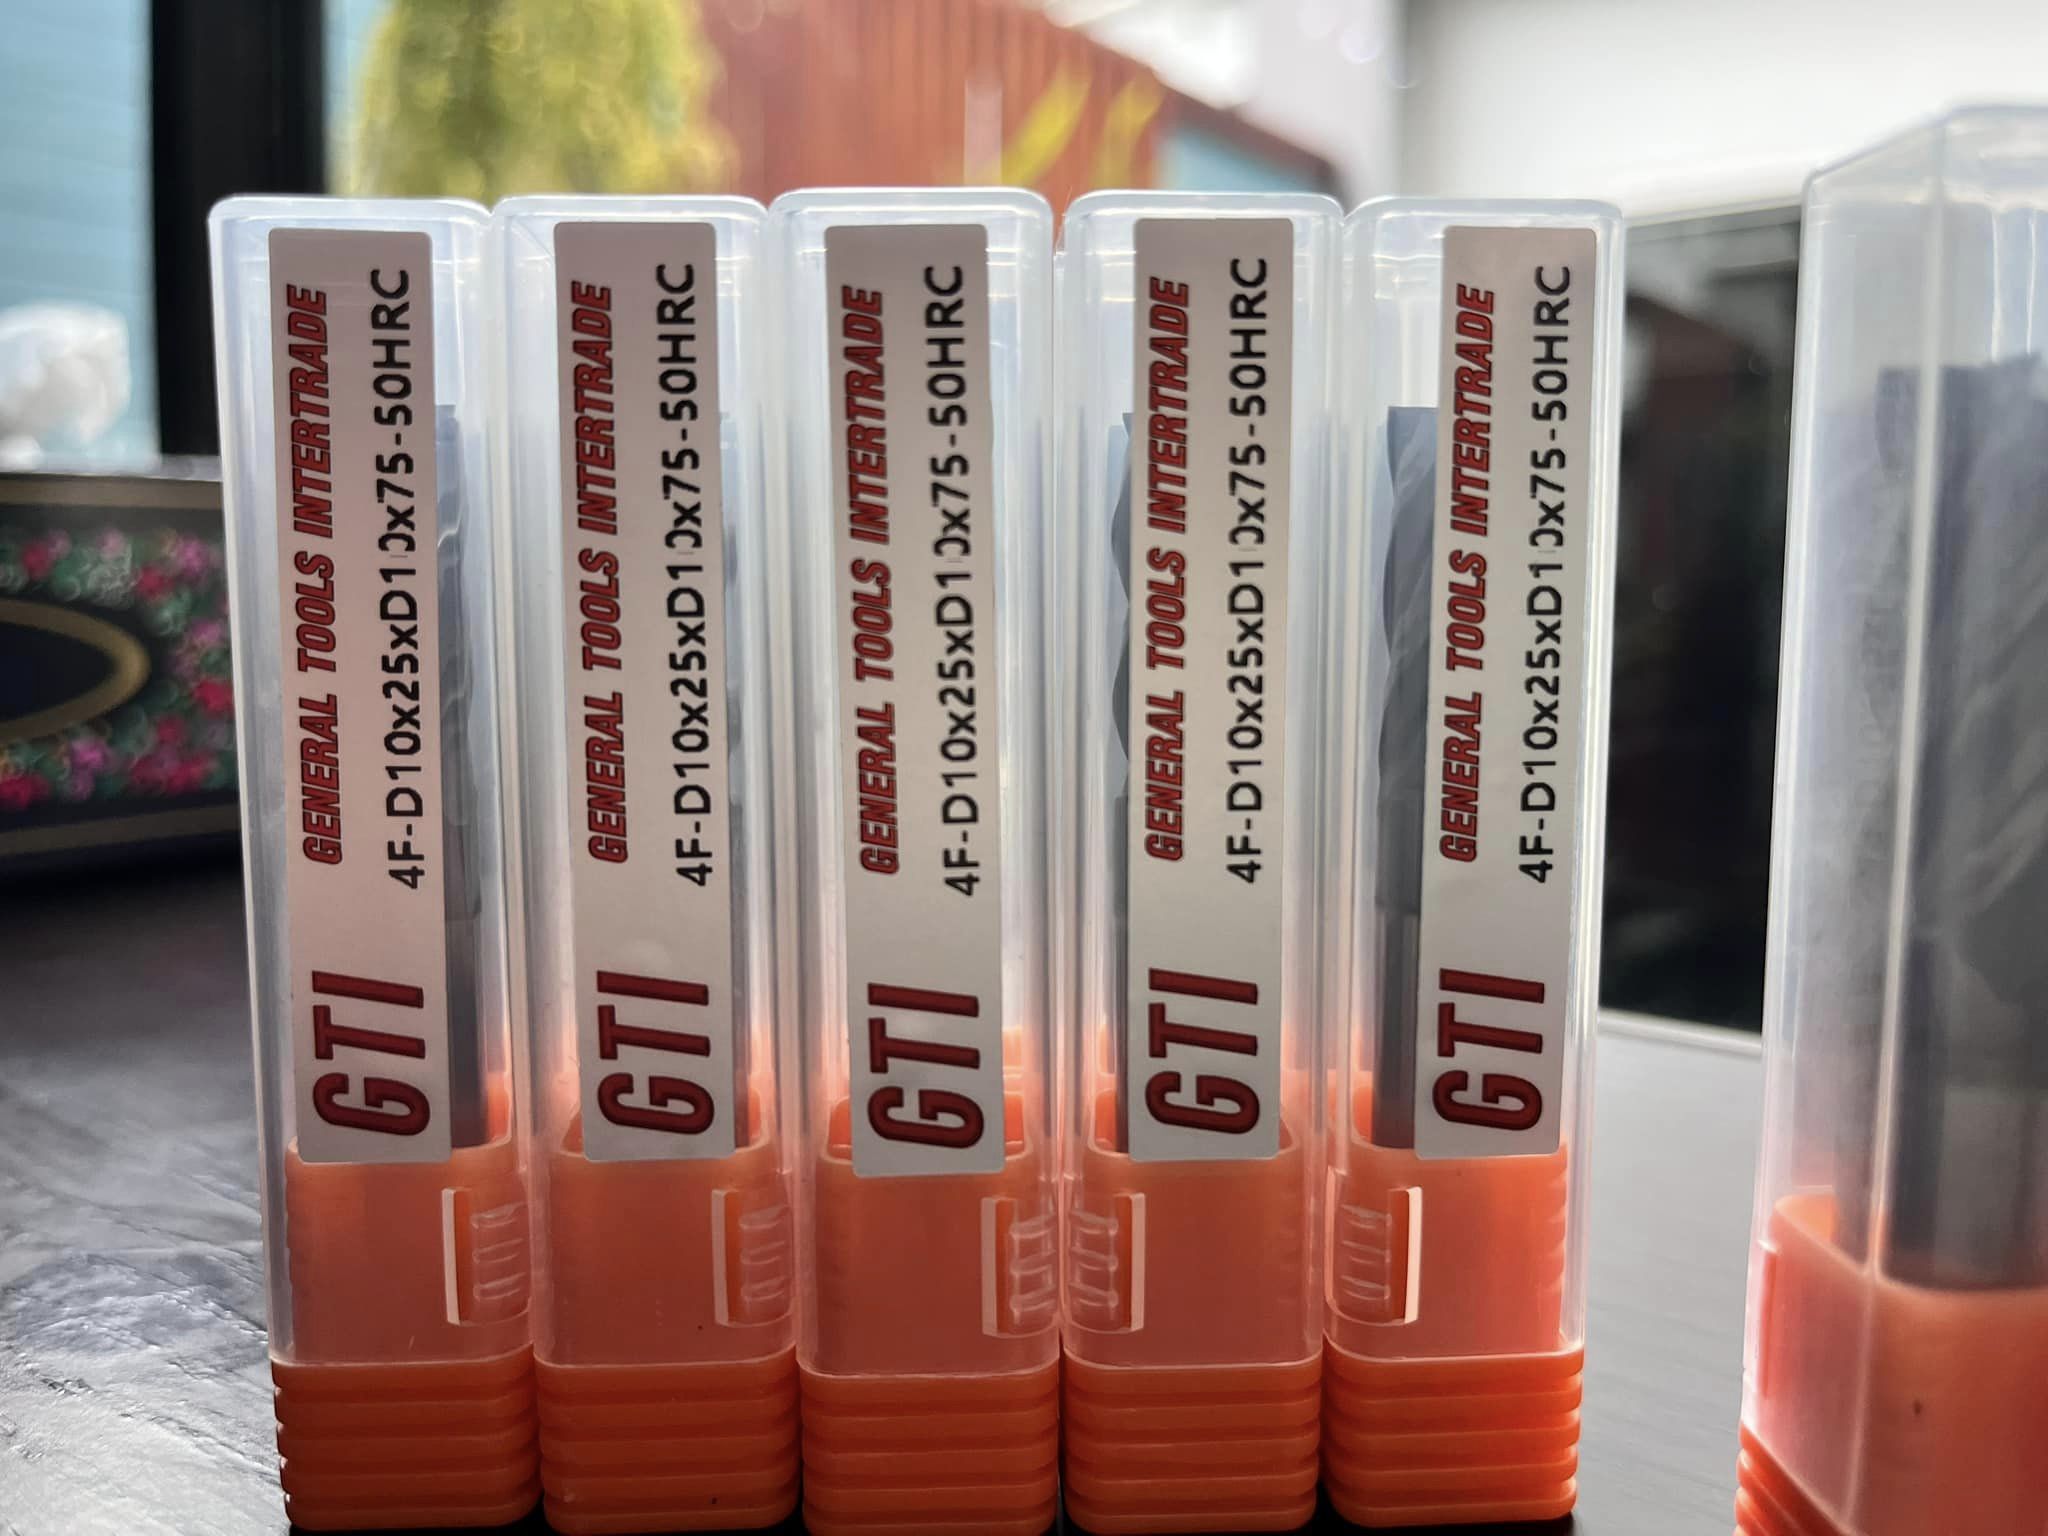 GTI
GENERAL TOOLS INTERTRADE
4F-D10x25xD10x75-50HRC
GTI
GENERAL TOOLS INTERTRADE
4F-D10x25xD10x75-50HRC
GTI
GENERAL TOOLS INTERTRADE
4F-D10x25xD10x75-50HRC
GTI
GENERAL TOOLS INTERTRADE
4F-D10x25xD10x75-50HRC
GTI
GENERAL TOOLS INTERTRADE
4F-D10x25xD10x75-50HRC